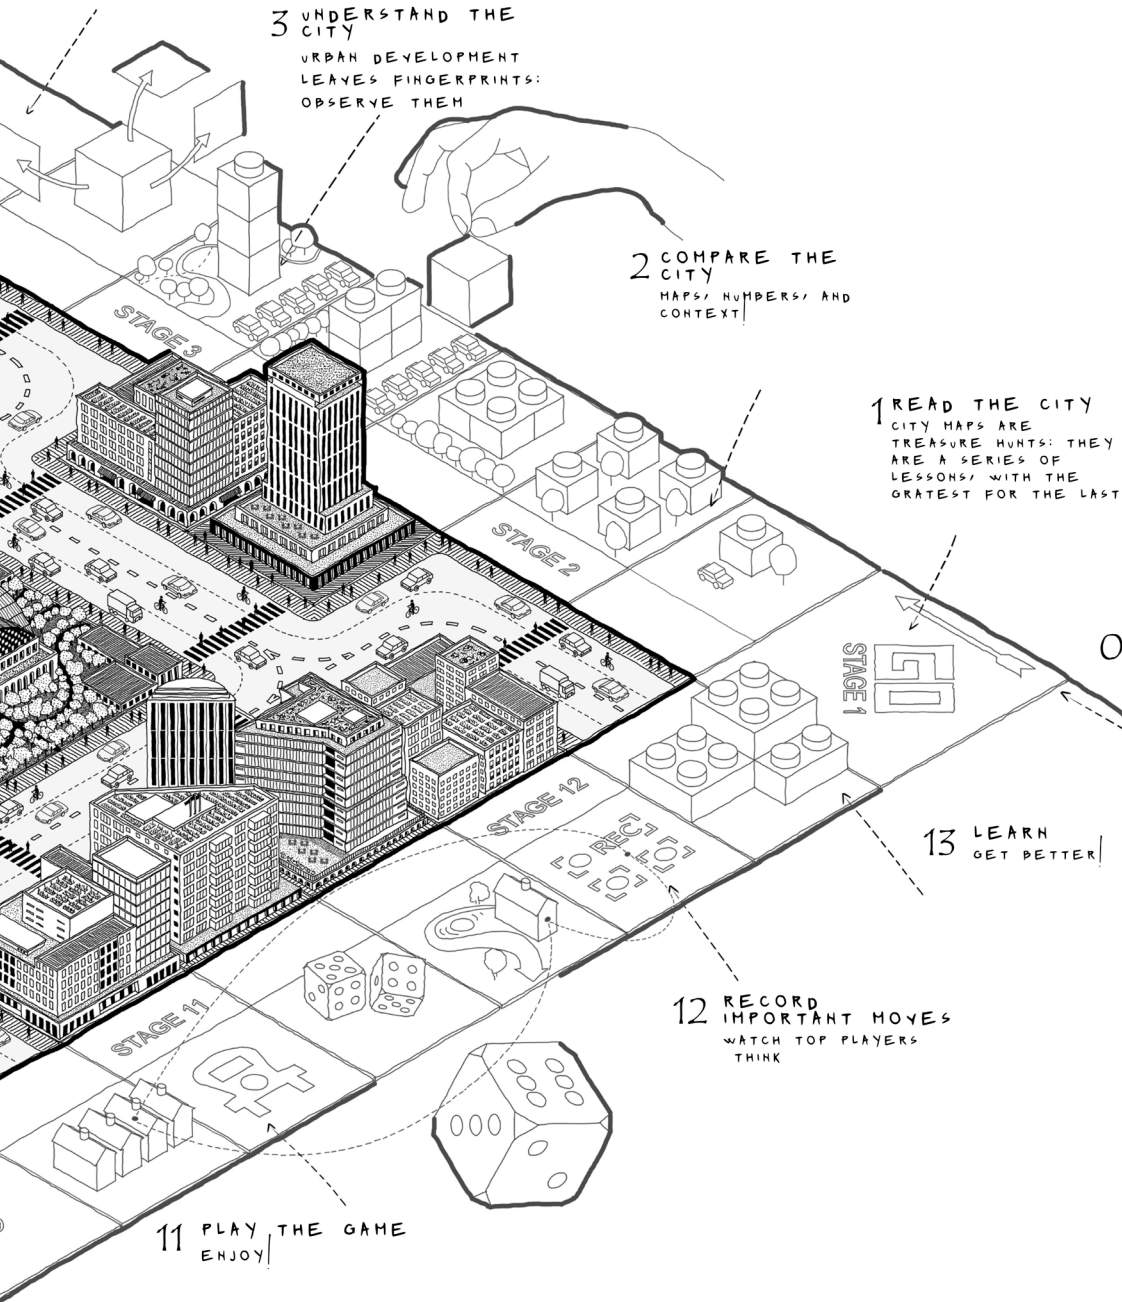 3 UNDERSTAND THE
CITY
URBAN DEVELOPMENT
LEAVES FINGERPRINTS:
OBSERVE THEM
2 COMPARE THE
CITY
MAPS, NUMBERS, AND
CONTEXT
STAGE 3
1 READ THE CITY
CITY MAPS ARE
TREASURE HUNTS: THEY
ARE A SERIES OF
LESSONS, WITH THE
GRATEST FOR THE LAST
STAGE 2
0
STAGE 1
GO
STAGE 12
REC
13 LEARN
GET BETTER
12 RECORD
IMPORTANT MOVES
WATCH TOP PLAYERS
THINK
STAGE 11
11 PLAY THE GAME
ENJOY